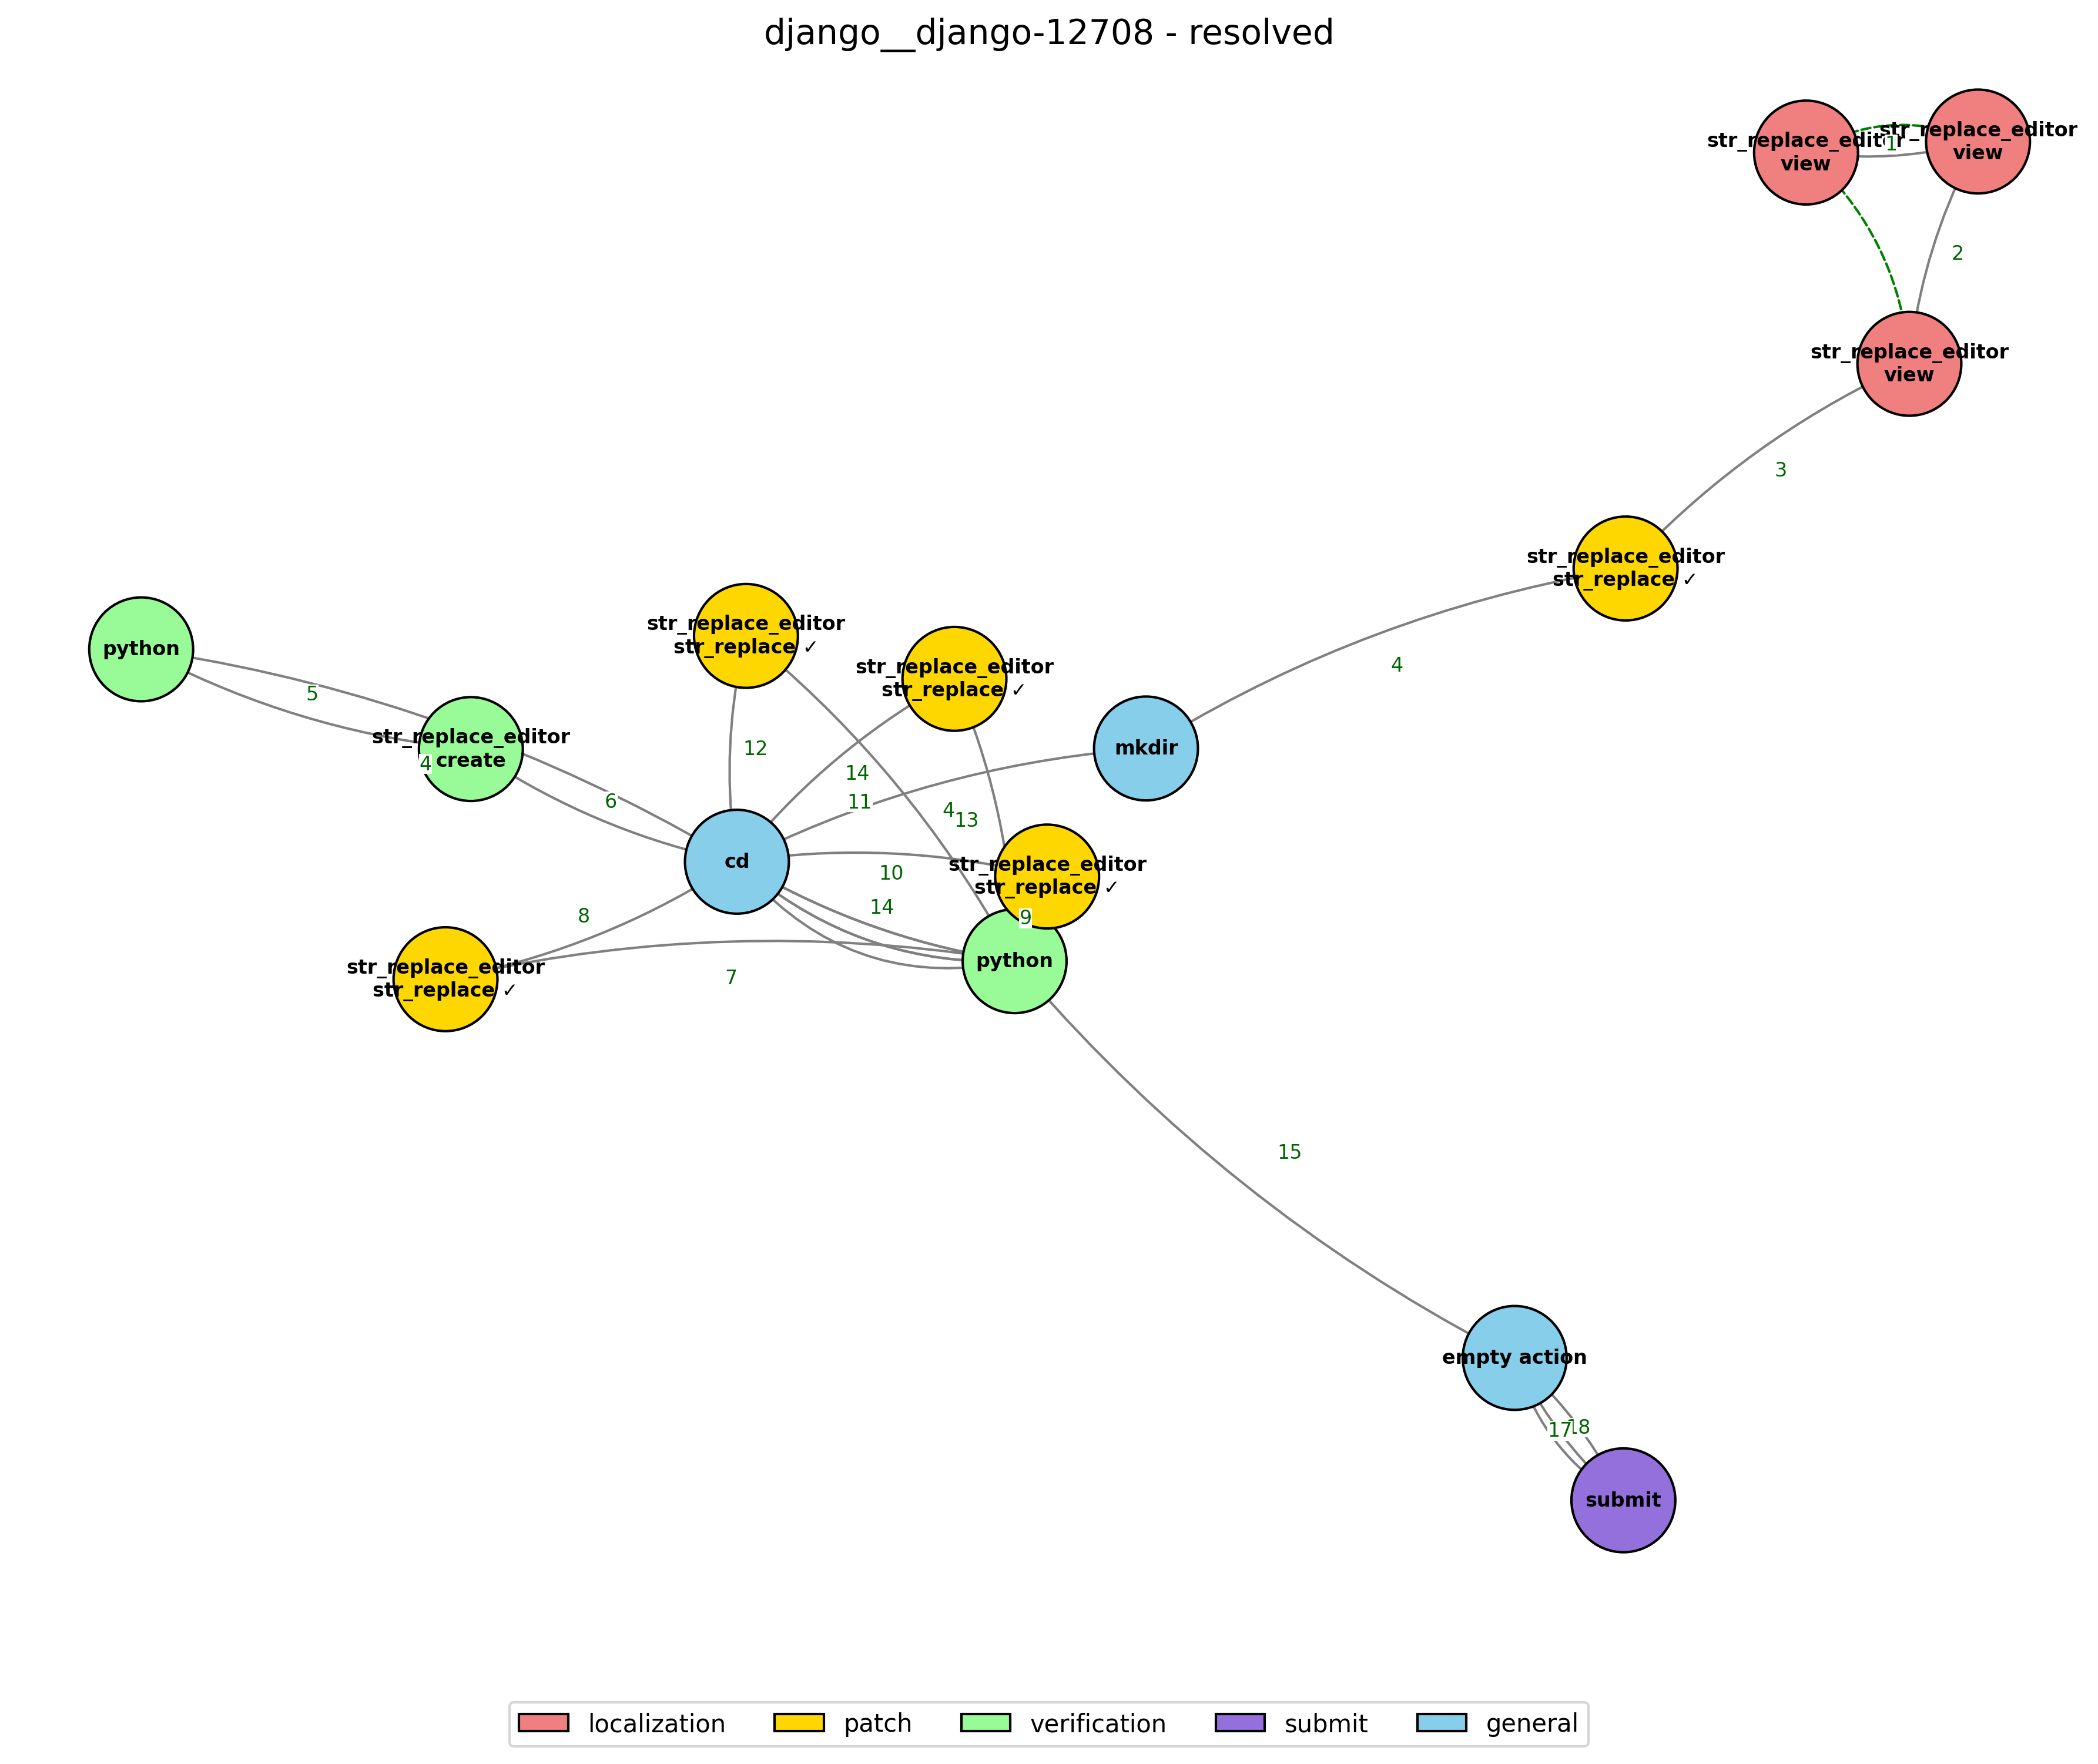 django__django-12708 - resolved
str_replace_editor
view
1
str_replace_editor
view
2
str_replace_editor
view
3
str_replace_editor
str_replace ✓
4
python
5
str_replace_editor
create
4
6
str_replace_editor
str_replace ✓
12
str_replace_editor
str_replace ✓
14
11
4
13
mkdir
cd
10
14
str_replace_editor
str_replace ✓
9
8
str_replace_editor
str_replace ✓
7
python
15
empty action
17
18
submit
localization
patch
verification
submit
general